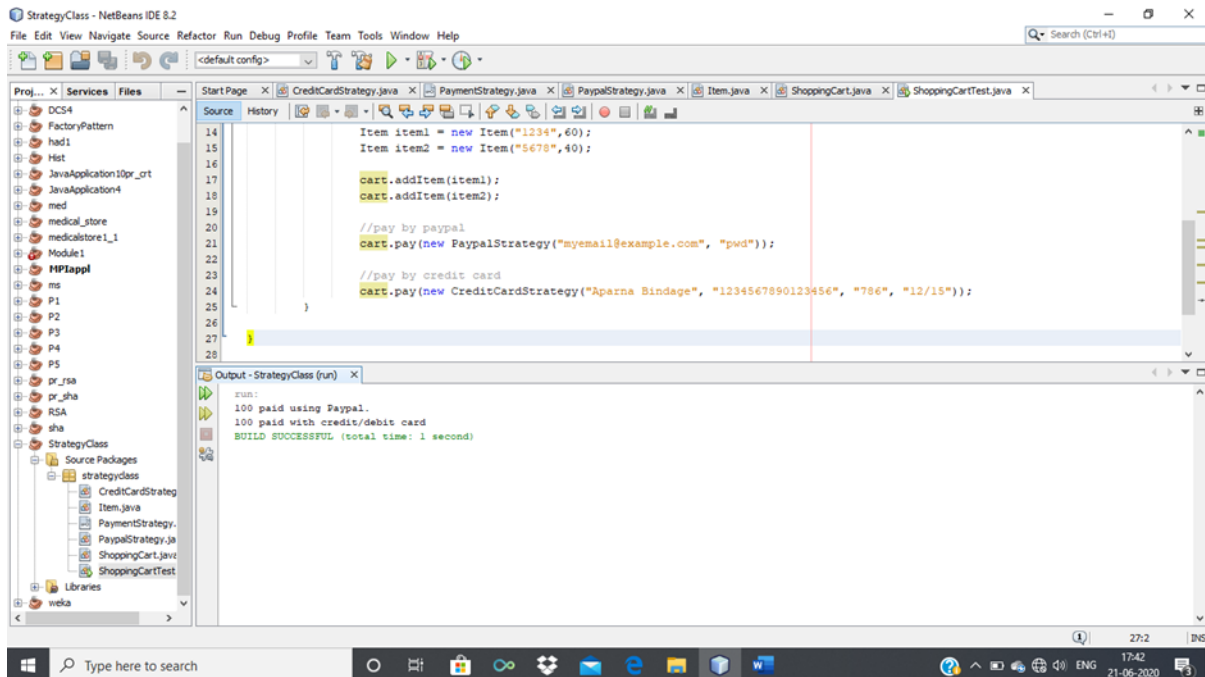 StrategyClass - NetBeans IDE 8.2
File Edit View Navigate Source Refactor Run Debug Profile Team Tools Window Help
Search (Ctrl+I)
<default config>
Proj... Services Files
Start Page CreditCardStrategy.java PaymentStrategy.java PaypalStrategy.java Item.java ShoppingCart.java ShoppingCartTest.java
Source History
DCS4
FactoryPattern
had1
Hist
JavaApplication10pr_crt
JavaApplication4
med
medical_store
medicalstore1_1
Module1
MPIappl
ms
P1
P2
P3
P4
P5
pr_rsa
pr_sha
RSA
sha
StrategyClass
Source Packages
strategyclass
CreditCardStrateg
Item.java
PaymentStrategy.
PaypalStrategy.ja
ShoppingCart.java
ShoppingCartTest
Libraries
weka
14 Item item1 = new Item("1234",60);
15 Item item2 = new Item("5678",40);
16
17 cart.addItem(item1);
18 cart.addItem(item2);
19
20 //pay by paypal
21 cart.pay(new PaypalStrategy("myemail@example.com", "pwd"));
22
23 //pay by credit card
24 cart.pay(new CreditCardStrategy("Aparna Bindage", "1234567890123456", "786", "12/15"));
25 }
26
27 }
28
Output - StrategyClass (run)
run:
100 paid using Paypal.
100 paid with credit/debit card
BUILD SUCCESSFUL (total time: 1 second)
1 27:2 INS
Type here to search
W
ENG
17:42
21-06-2020
3